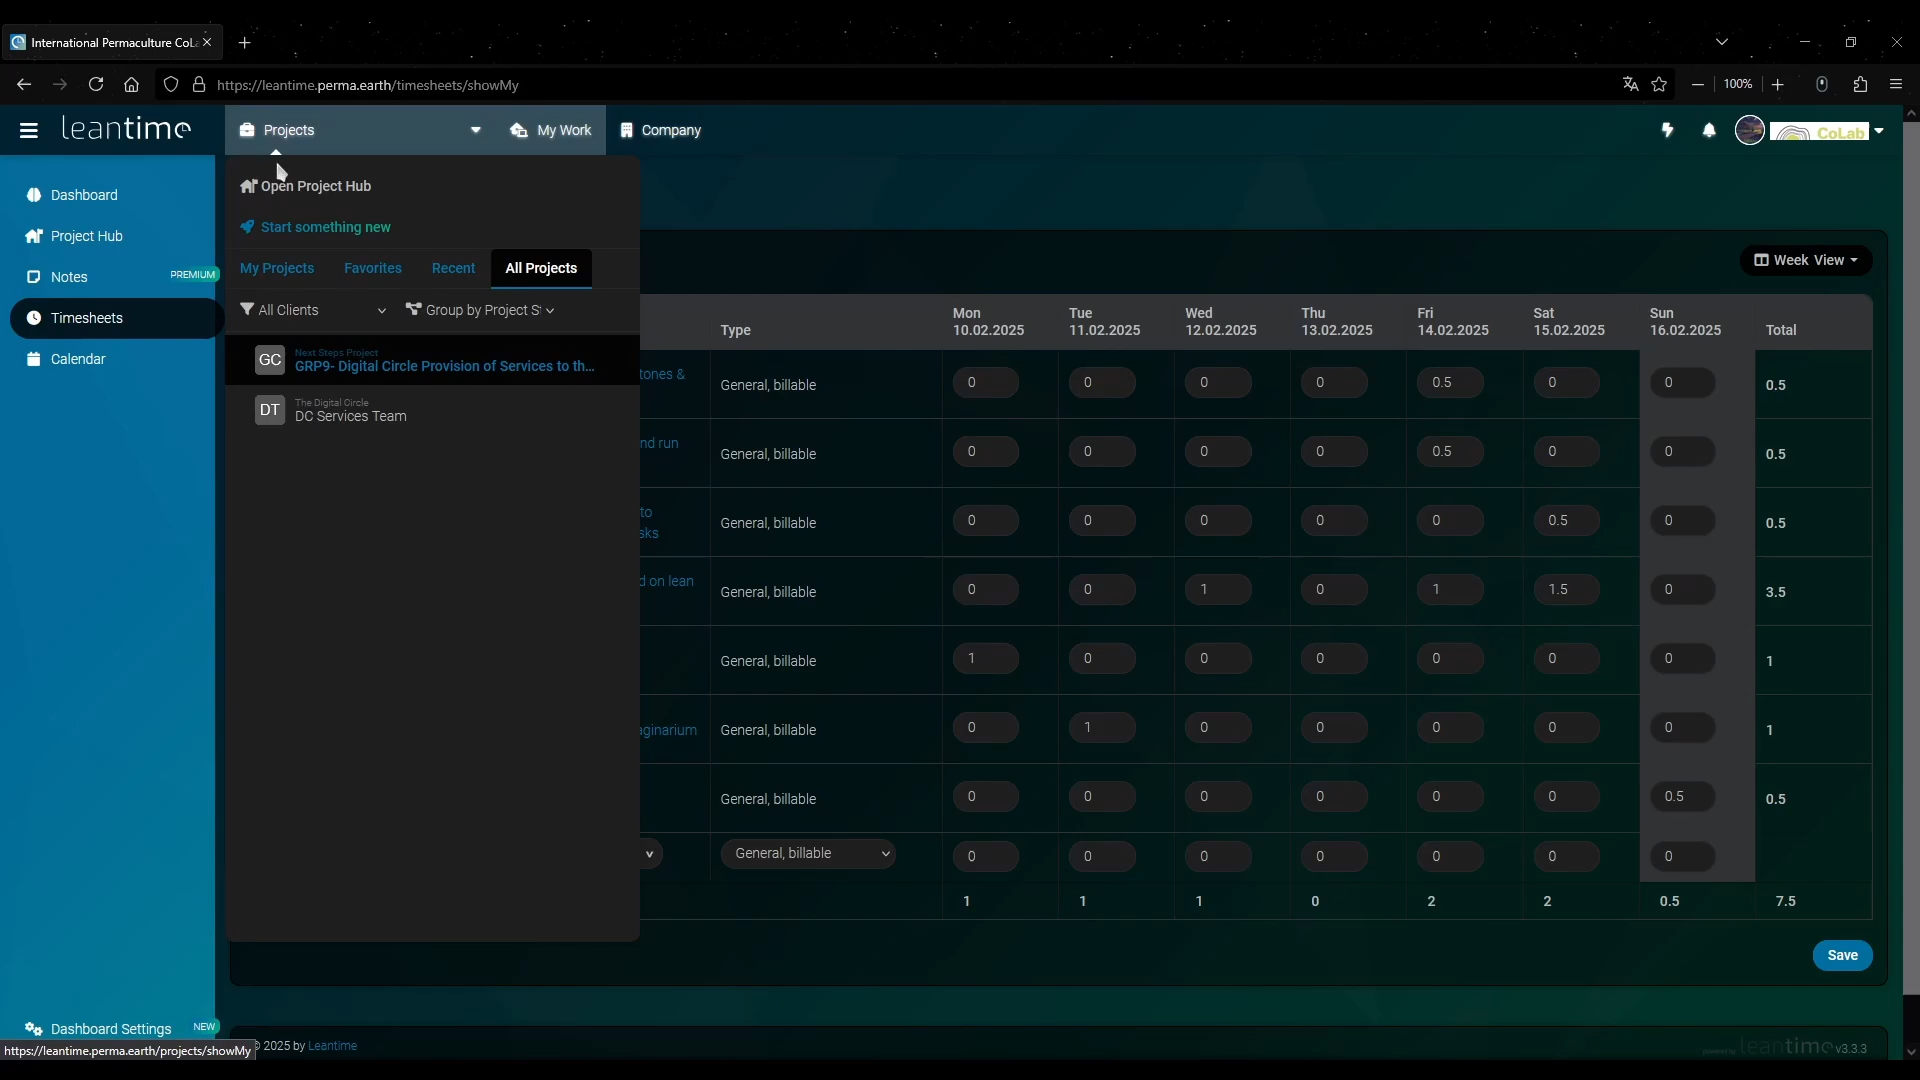 International Permaculture CoLa
https://leantime.perma.earth/timesheets/showMy
100%
leantime
Projects
My Work
Company
CoLab
Dashboard
Project Hub
Notes PREMIUM
Timesheets
Calendar
Dashboard Settings NEW
Open Project Hub
Start something new
My Projects Favorites Recent All Projects
All Clients Group by Project St
GC Next Steps Project
GRP9- Digital Circle Provision of Services to th...
DT The Digital Circle
DC Services Team
Week View
Type Mon 10.02.2025 Tue 11.02.2025 Wed 12.02.2025 Thu 13.02.2025 Fri 14.02.2025 Sat 15.02.2025 Sun 16.02.2025 Total
tones & General, billable 0 0 0 0 0.5 0 0 0.5
nd run General, billable 0 0 0 0 0.5 0 0 0.5
to
sks General, billable 0 0 0 0 0 0.5 0 0.5
d on lean General, billable 0 0 1 0 1 1.5 0 3.5
General, billable 1 0 0 0 0 0 0 1
aginarium General, billable 0 1 0 0 0 0 0 1
General, billable 0 0 0 0 0 0 0.5 0.5
General, billable 0 0 0 0 0 0 0
1 1 1 0 2 2 0.5 7.5
Save
© 2025 by Leantime
powered by leantime v3.3.3
https://leantime.perma.earth/projects/showMy